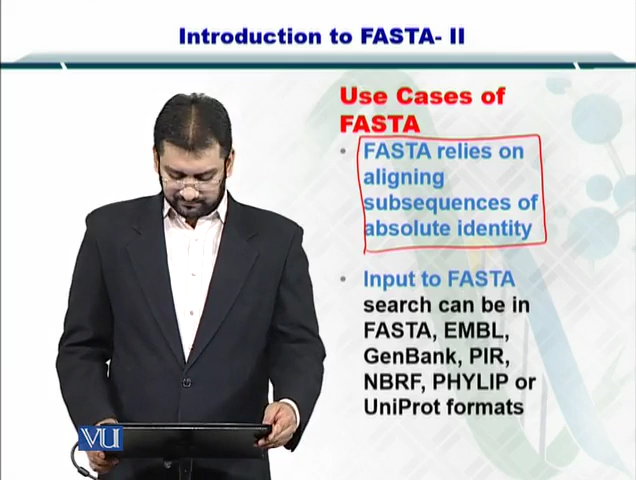 Introduction to FASTA- II
Use Cases of
FASTA
• FASTA relies on
aligning
subsequences of
absolute identity
• Input to FASTA
search can be in
FASTA, EMBL,
GenBank, PIR,
NBRF, PHYLIP or
UniProt formats
VU